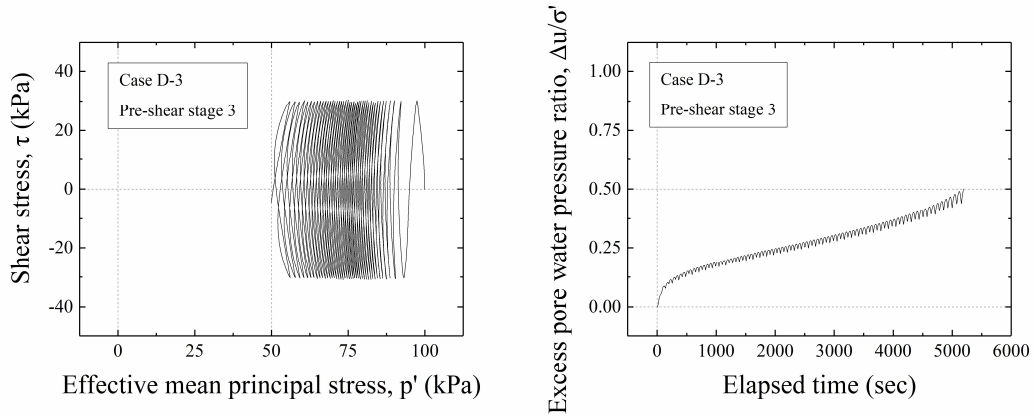 Shear stress, τ (kPa)
40
20
0
-20
-40
Case D-3
Pre-shear stage 3
0
50
75
100
Effective mean principal stress, p' (kPa)
Excess pore water pressure ratio, Δu/σ'
1.00
0.75
0.50
0.25
0.00
Case D-3
Pre-shear stage 3
0
1000
2000
3000
4000
5000
6000
Elapsed time (sec)